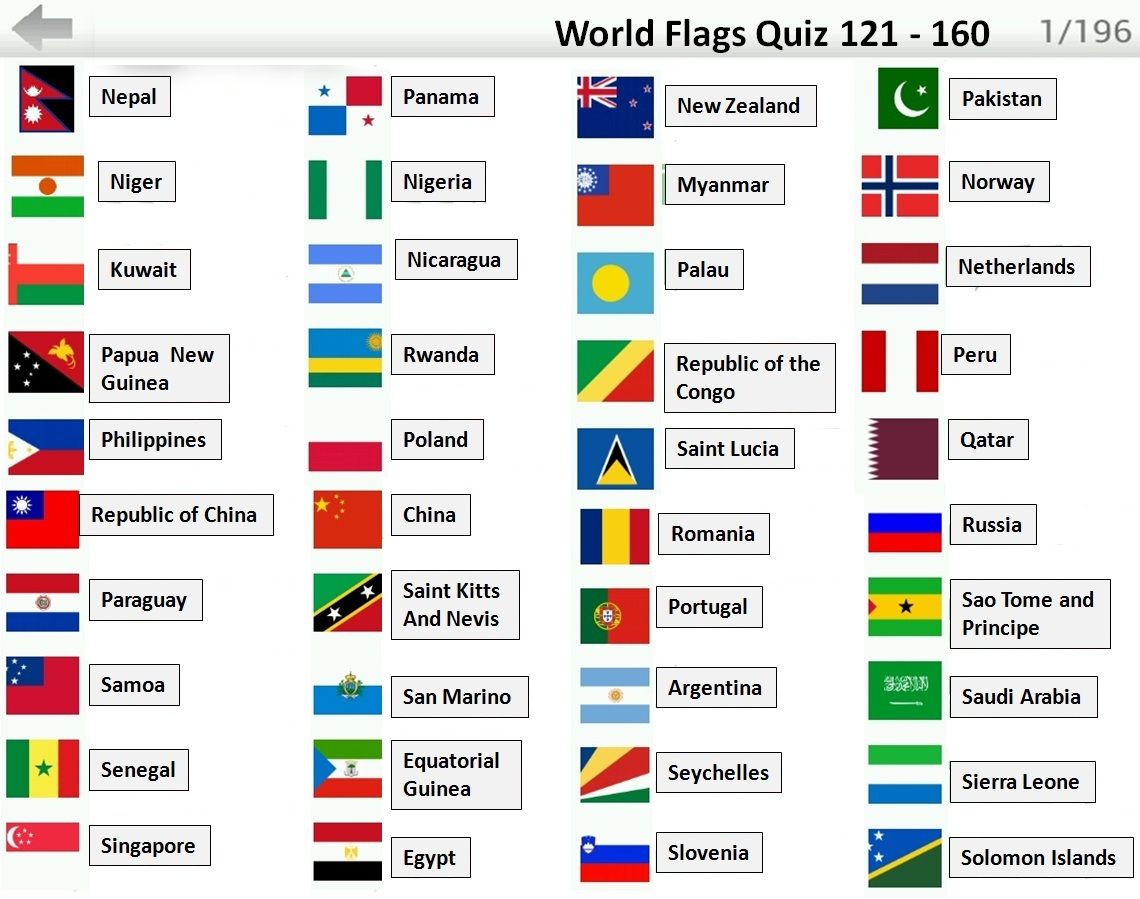 World Flags Quiz 121 - 160
1/196
Nepal
Panama
New Zealand
Pakistan
Niger
Nigeria
Myanmar
Norway
Kuwait
Nicaragua
Palau
Netherlands
Papua New
Guinea
Rwanda
Republic of the
Congo
Peru
Philippines
Poland
Saint Lucia
Qatar
Republic of China
China
Romania
Russia
Paraguay
Saint Kitts
And Nevis
Portugal
Sao Tome and
Principe
Samoa
San Marino
Argentina
Saudi Arabia
Senegal
Equatorial
Guinea
Seychelles
Sierra Leone
Singapore
Egypt
Slovenia
Solomon Islands